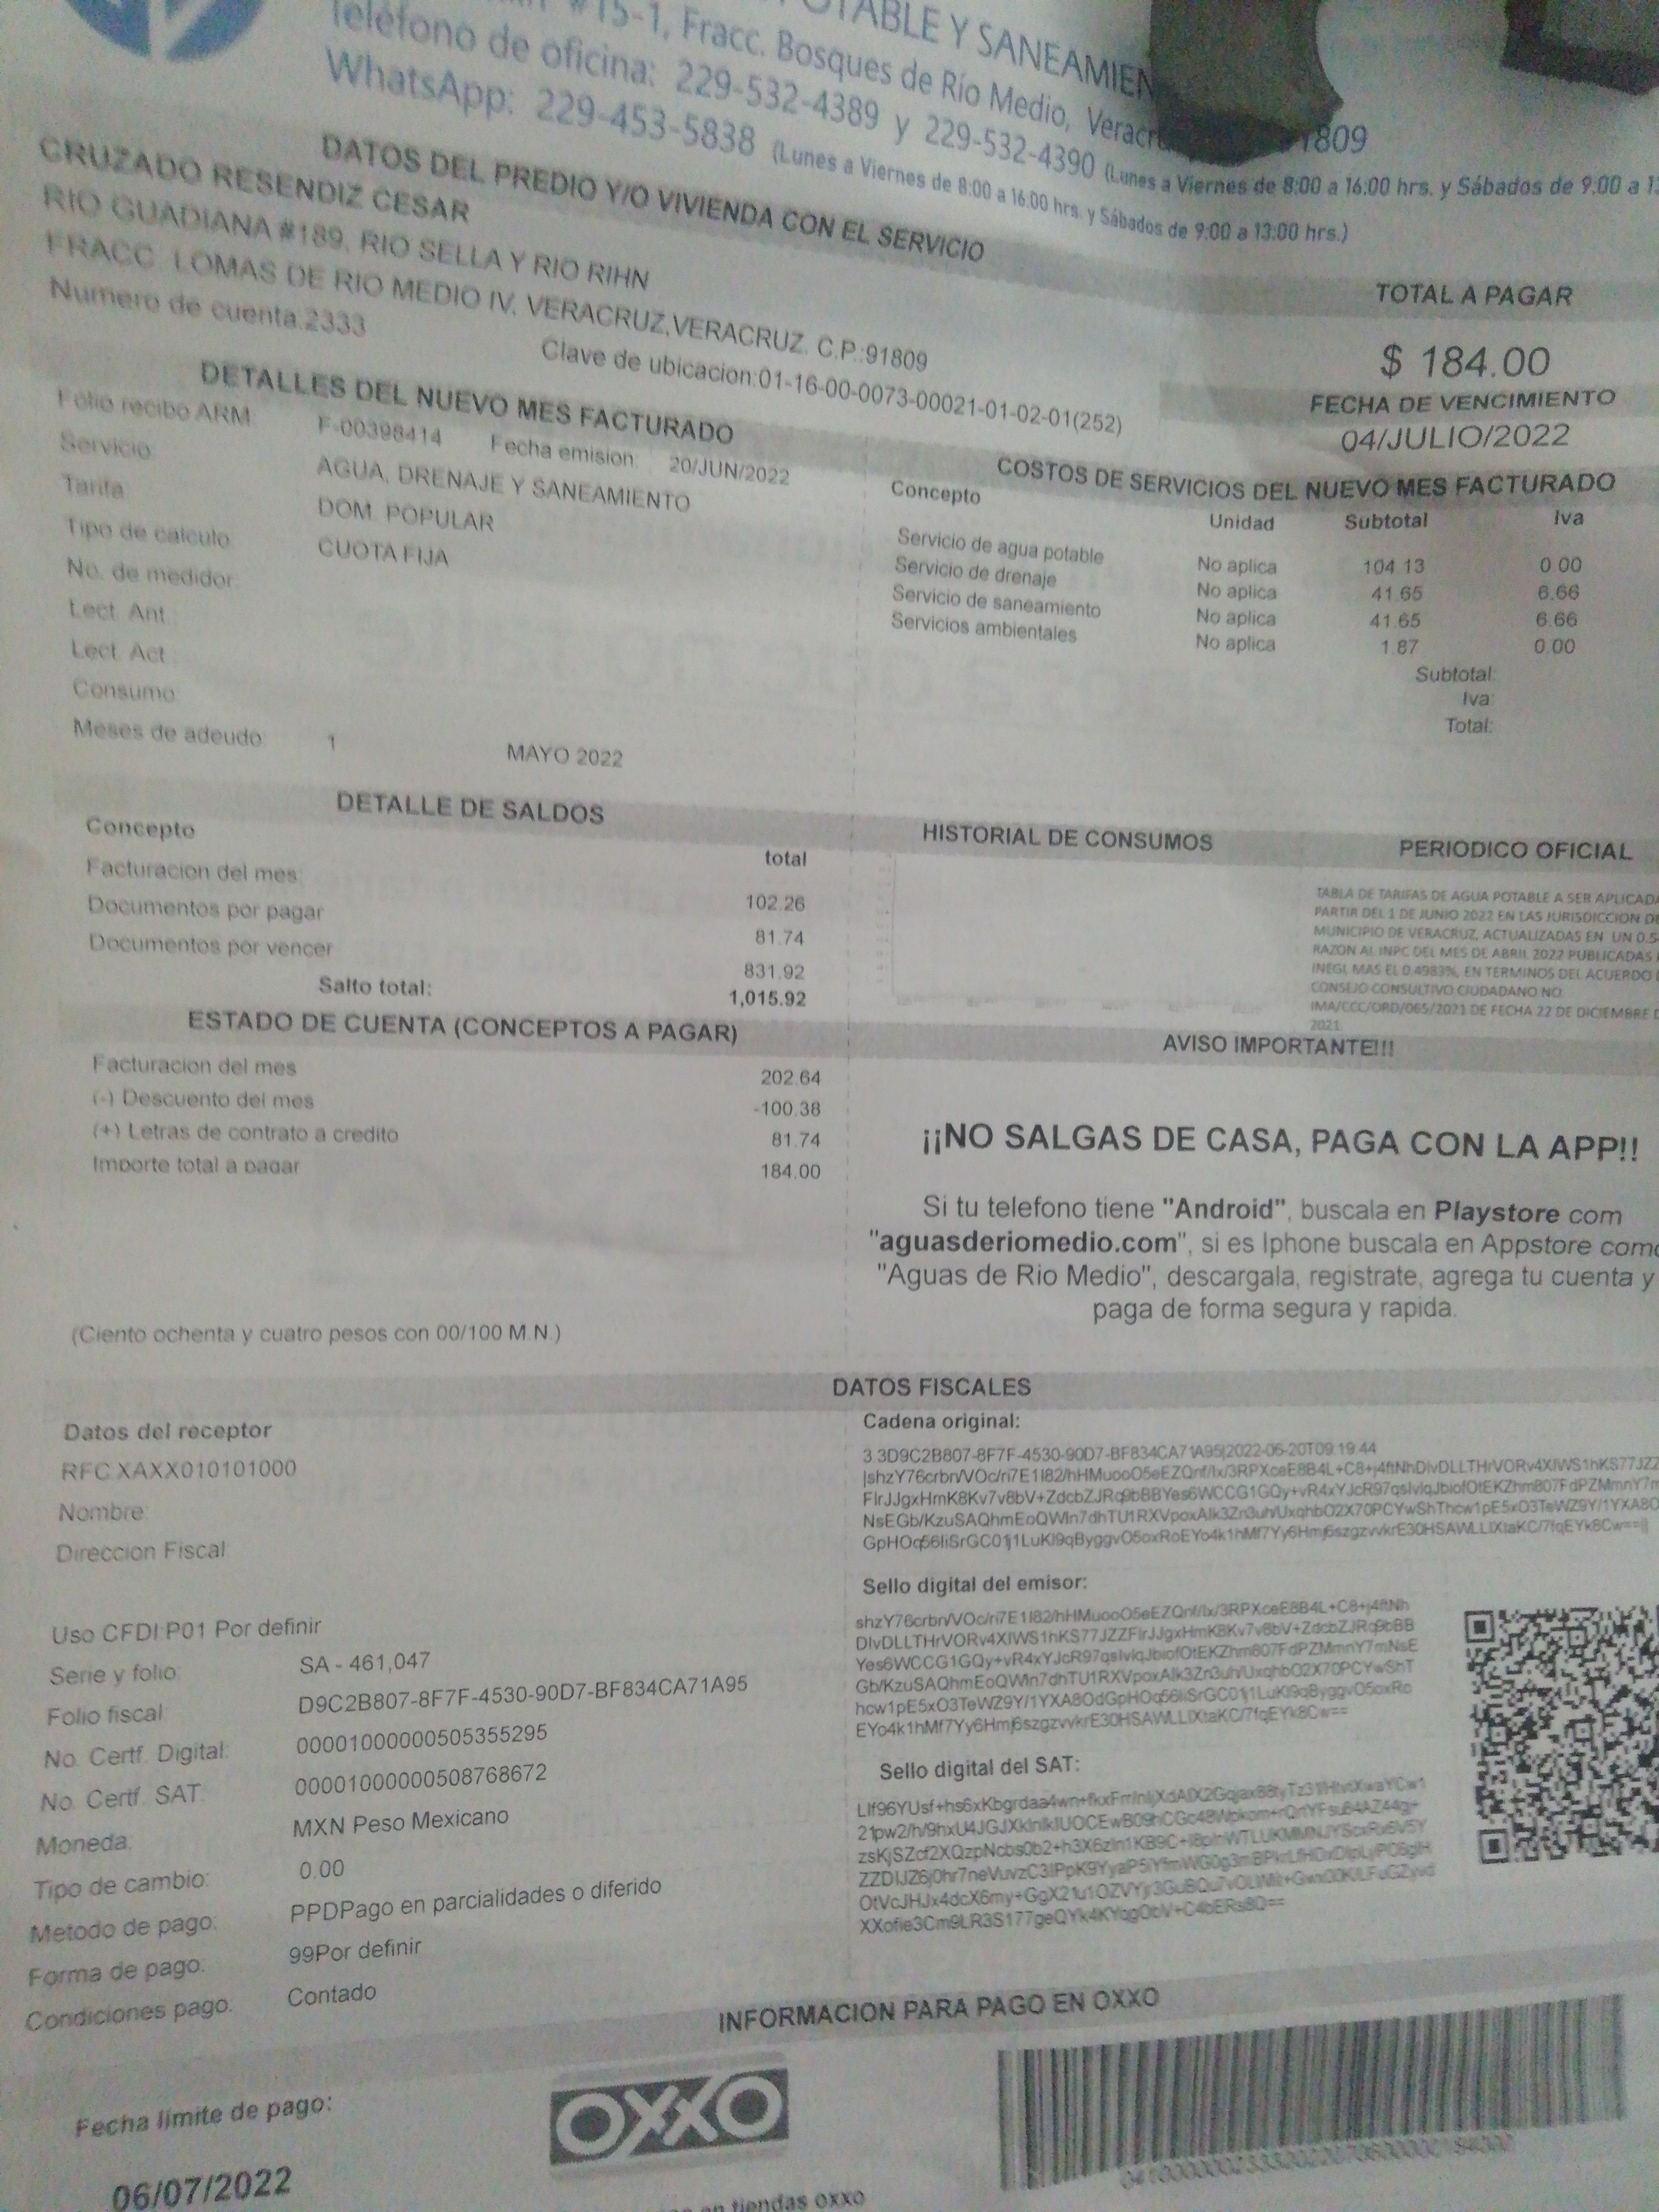 POTABLE Y SANEAMIEN
#15-1, Fracc. Bosques de Río Medio, Veracr 1809
Teléfono de oficina: 229-532-4389 y 229-532-4390 (Lunes a Viernes de 8:00 a 16:00 hrs. y Sábados de 9:00 a 13
WhatsApp: 229-453-5838 (Lunes a Viernes de 8:00 a 16:00 hrs. y Sábados de 9:00 a 13:00 hrs.)
DATOS DEL PREDIO Y/O VIVIENDA CON EL SERVICIO
CRUZADO RESENDIZ CESAR
RIO GUADIANA #189, RIO SELLA Y RIO RIHN
FRACC. LOMAS DE RIO MEDIO IV, VERACRUZ,VERACRUZ. C.P.:91809
Numero de cuenta:2333
Clave de ubicacion:01-16-00-0073-00021-01-02-01(252)
TOTAL A PAGAR
$ 184.00
FECHA DE VENCIMIENTO
04/JULIO/2022
DETALLES DEL NUEVO MES FACTURADO
Folio recibo ARM: F-00398414 Fecha emision: 20/JUN/2022
Servicio: AGUA, DRENAJE Y SANEAMIENTO
Tarifa: DOM. POPULAR
Tipo de calculo: CUOTA FIJA
No. de medidor:
Lect. Ant.:
Lect. Act.:
Consumo:
Meses de adeudo: 1 MAYO 2022
COSTOS DE SERVICIOS DEL NUEVO MES FACTURADO
Concepto Unidad Subtotal Iva
Servicio de agua potable No aplica 104.13 0.00
Servicio de drenaje No aplica 41.65 6.66
Servicio de saneamiento No aplica 41.65 6.66
Servicios ambientales No aplica 1.87 0.00
Subtotal:
Iva:
Total:
DETALLE DE SALDOS
Concepto total
Facturacion del mes: 102.26
Documentos por pagar 81.74
Documentos por vencer 831.92
Salto total: 1,015.92
HISTORIAL DE CONSUMOS
PERIODICO OFICIAL
TABLA DE TARIFAS DE AGUA POTABLE A SER APLICADA
PARTIR DEL 1 DE JUNIO 2022 EN LAS JURISDICCION DE
MUNICIPIO DE VERACRUZ, ACTUALIZADAS EN UN 0.5
RAZON AL INPC DEL MES DE ABRIL 2022 PUBLICADAS
INEGI, MAS EL 0.4983%, EN TERMINOS DEL ACUERDO
CONSEJO CONSULTIVO CIUDADANO NO.
IMA/CCC/ORD/065/2021 DE FECHA 22 DE DICIEMBRE D
2021.
ESTADO DE CUENTA (CONCEPTOS A PAGAR)
Facturacion del mes 202.64
(-) Descuento del mes -100.38
(+) Letras de contrato a credito 81.74
Importe total a pagar 184.00
(Ciento ochenta y cuatro pesos con 00/100 M.N.)
AVISO IMPORTANTE!!!
¡¡NO SALGAS DE CASA, PAGA CON LA APP!!
Si tu telefono tiene "Android", buscala en Playstore com
"aguasderiomedio.com", si es Iphone buscala en Appstore como
"Aguas de Rio Medio", descargala, registrate, agrega tu cuenta y
paga de forma segura y rapida.
DATOS FISCALES
Datos del receptor
RFC:XAXX010101000
Nombre:
Direccion Fiscal
Uso CFDI:P01 Por definir
Serie y folio: SA - 461,047
Folio fiscal: D9C2B807-8F7F-4530-90D7-BF834CA71A95
No. Certf. Digital: 00001000000505355295
No. Certf. SAT: 00001000000508768672
Moneda: MXN Peso Mexicano
Tipo de cambio: 0.00
Metodo de pago: PPDPago en parcialidades o diferido
Forma de pago: 99Por definir
Condiciones pago: Contado
Cadena original:
3.3D9C2B807-8F7F-4530-90D7-BF834CA71A95|2022-06-20T09:19:44
Sello digital del emisor:
Sello digital del SAT:
INFORMACION PARA PAGO EN OXXO
Fecha límite de pago:
06/07/2022
OXXO
en tiendas oxxo